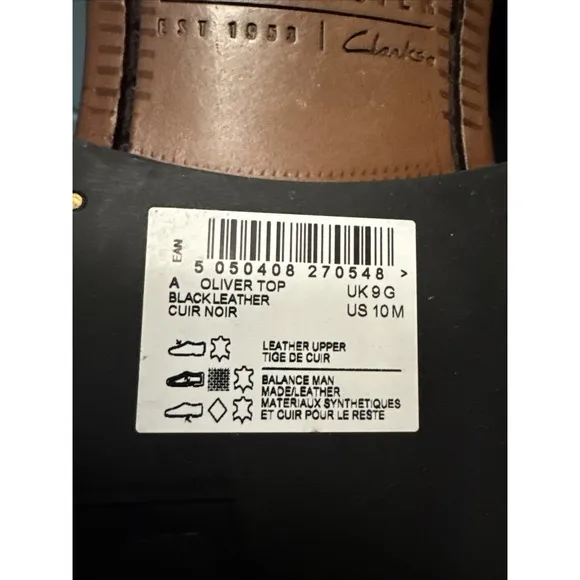 EST 1953 | Clarks
EAN
5 050408 270548 >
A OLIVER TOP UK 9 G
BLACK LEATHER US 10 M
CUIR NOIR
LEATHER UPPER
TIGE DE CUIR
BALANCE MAN
MADE/LEATHER
MATERIAUX SYNTHETIQUES
ET CUIR POUR LE RESTE